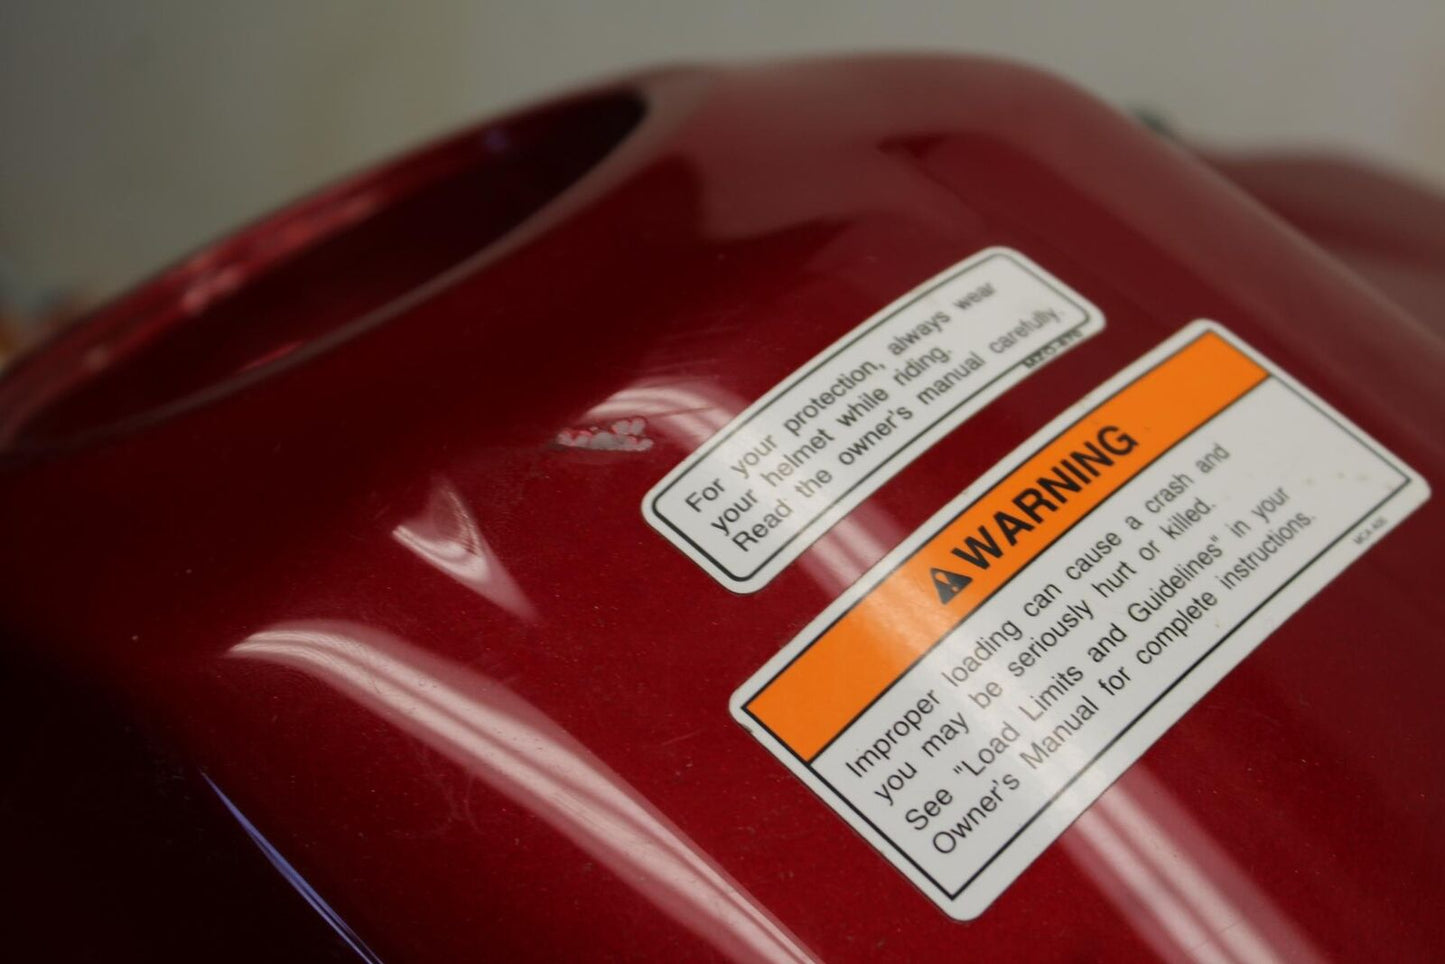 For your protection, always wear
your helmet while riding.
Read the owner's manual carefully.
⚠WARNING
Improper loading can cause a crash and
you may be seriously hurt or killed.
See "Load Limits and Guidelines" in your
Owner's Manual for complete instructions.